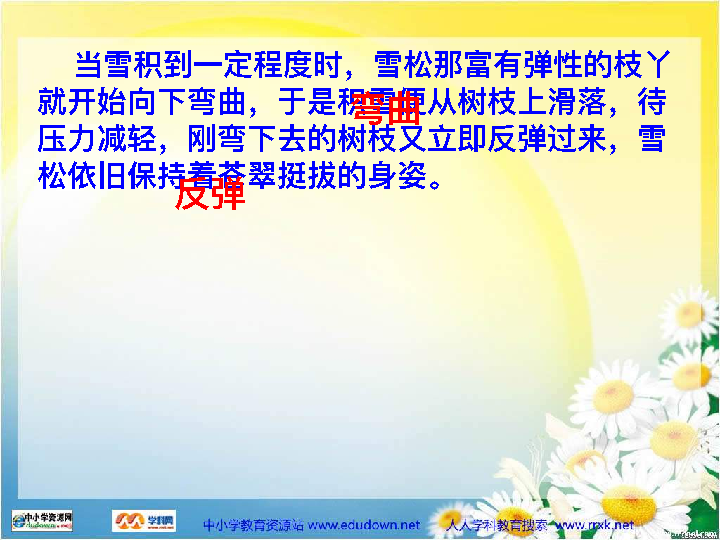 当雪积到一定程度时，雪松那富有弹性的枝丫
就开始向下弯曲，于是积雪便从树枝上滑落，待
压力减轻，刚弯下去的树枝又立即反弹过来，雪
松依旧保持着苍翠挺拔的身姿。
弯曲
反弹
中小学资源网
学科网
中小学教育资源站 www.edudown.net 人人学科教育搜索 www.rrxk.net